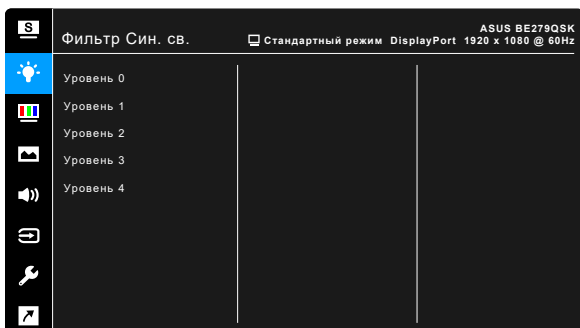 S
ASUS BE279QSK
Фильтр Син. св.
Стандартный режим DisplayPort 1920 x 1080 @ 60Hz
Уровень 0
Уровень 1
Уровень 2
Уровень 3
Уровень 4